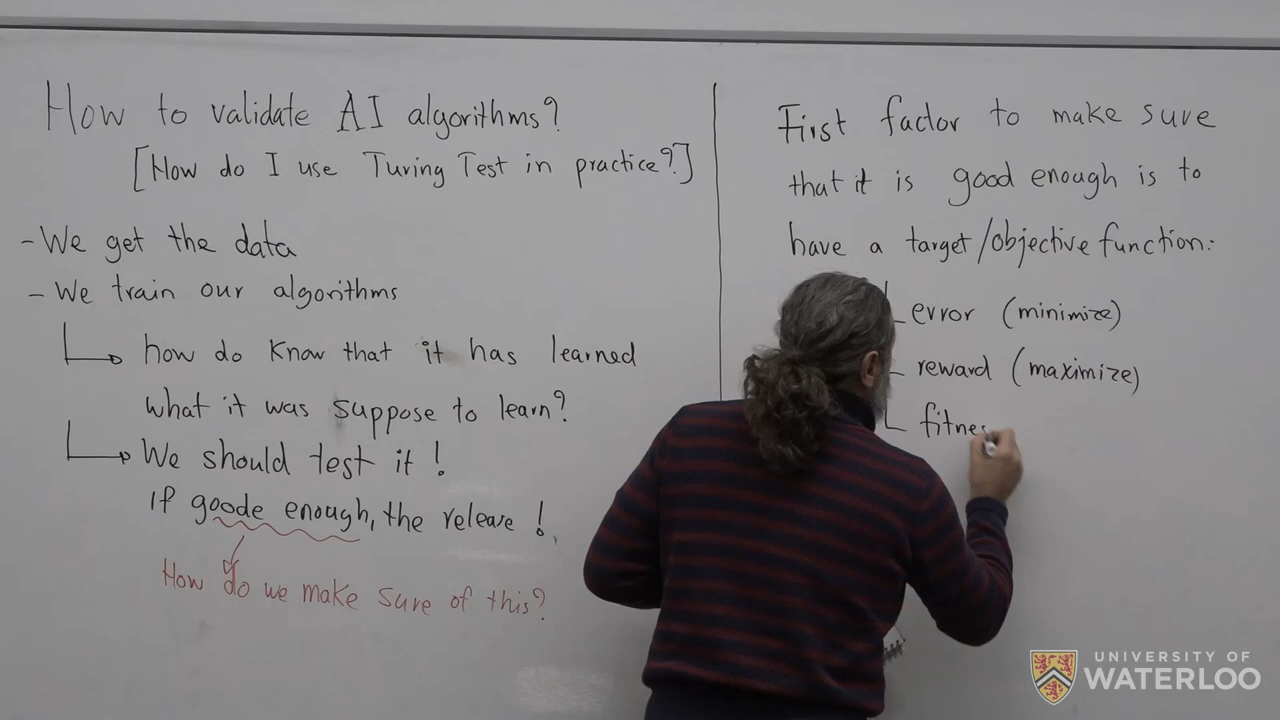 How to validate AI algorithms?
[How do I use Turing Test in practice?]
- We get the data
- We train our algorithms
how do know that it has learned
what it was suppose to learn?
We should test it !
If goode enough, the release !
How do we make sure of this?
First factor to make sure
that it is good enough is to
have a target/objective function:
error (minimize)
reward (maximize)
fitnes
UNIVERSITY OF
WATERLOO